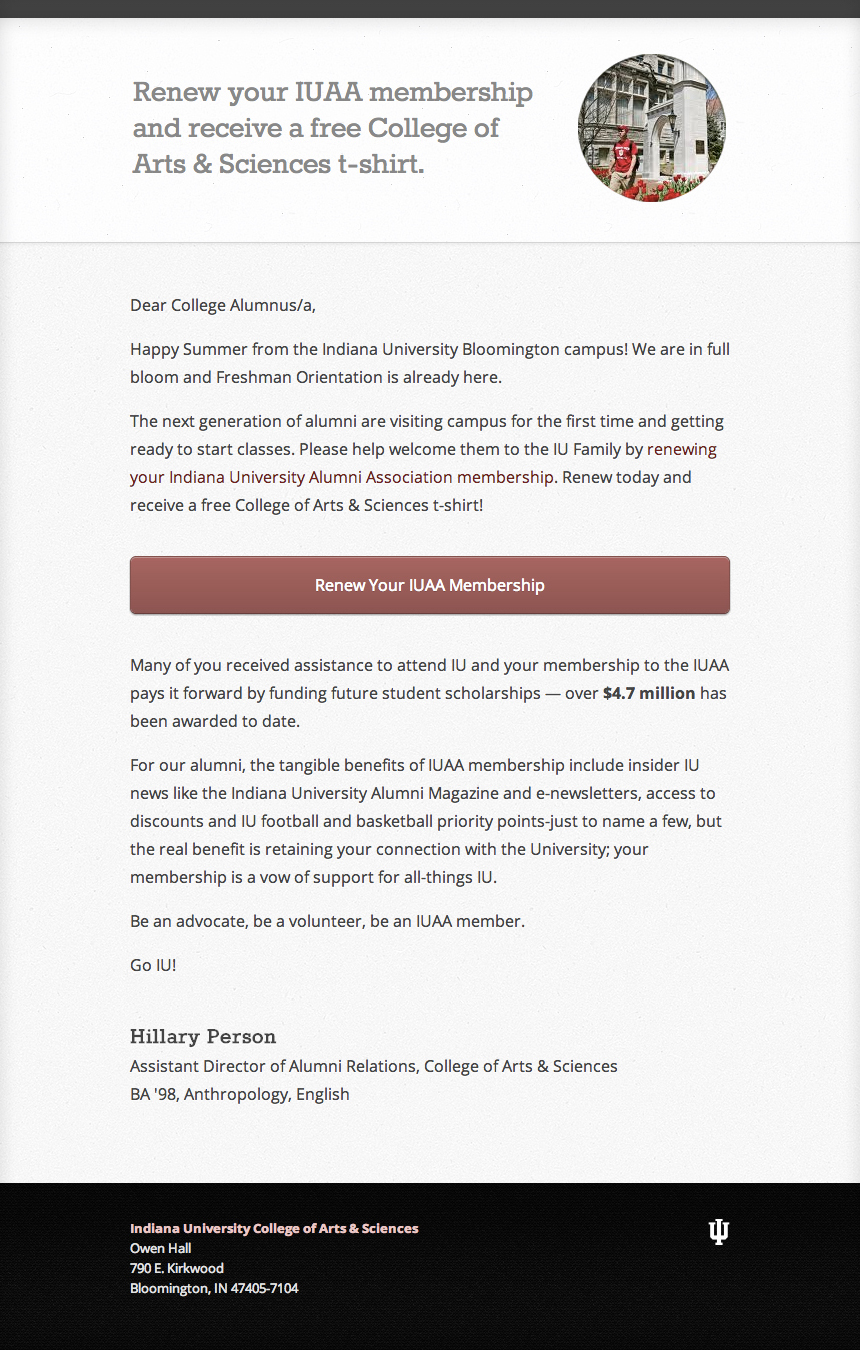 Renew your IUAA membership
and receive a free College of
Arts & Sciences t-shirt.
Dear College Alumnus/a,
Happy Summer from the Indiana University Bloomington campus! We are in full
bloom and Freshman Orientation is already here.
The next generation of alumni are visiting campus for the first time and getting
ready to start classes. Please help welcome them to the IU Family by renewing
your Indiana University Alumni Association membership. Renew today and
receive a free College of Arts & Sciences t-shirt!
Renew Your IUAA Membership
Many of you received assistance to attend IU and your membership to the IUAA
pays it forward by funding future student scholarships — over $4.7 million has
been awarded to date.
For our alumni, the tangible benefits of IUAA membership include insider IU
news like the Indiana University Alumni Magazine and e-newsletters, access to
discounts and IU football and basketball priority points-just to name a few, but
the real benefit is retaining your connection with the University; your
membership is a vow of support for all-things IU.
Be an advocate, be a volunteer, be an IUAA member.
Go IU!
Hillary Person
Assistant Director of Alumni Relations, College of Arts & Sciences
BA '98, Anthropology, English
Indiana University College of Arts & Sciences
Owen Hall
790 E. Kirkwood
Bloomington, IN 47405-7104